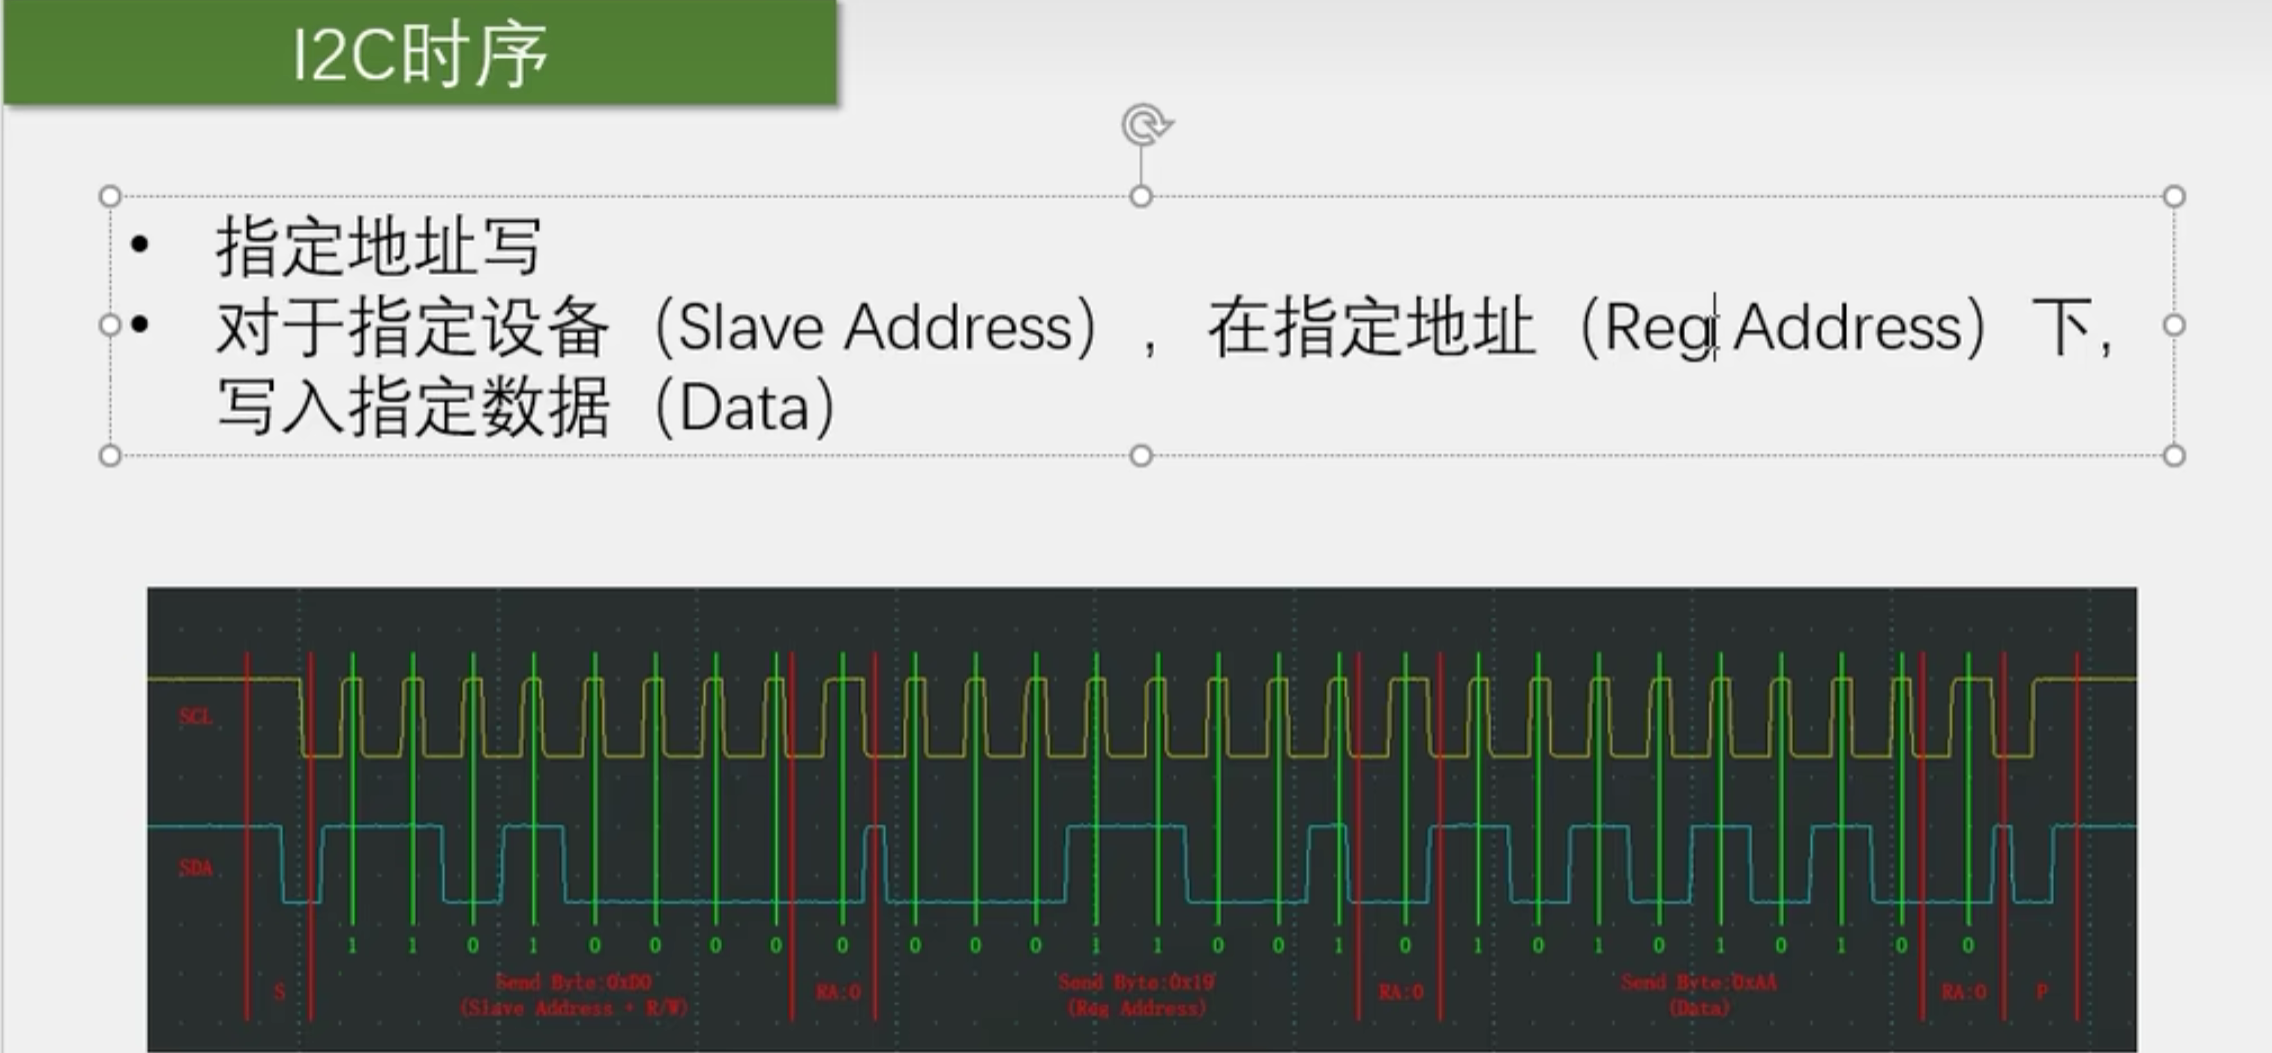 I2C时序
• 指定地址写
• 对于指定设备（Slave Address）， 在指定地址（Reg Address）下，
写入指定数据（Data）
SCL
SDA
1 1 0 1 0 0 0 0 0 0 0 0 1 1 0 0 1 0 1 0 1 0 1 0 1 0 0
S Send Byte:0xD0 RA:0 Send Byte:0x19 RA:0 Send Byte:0xAA RA:0 P
(Slave Address + R/W) (Reg Address) (Data)